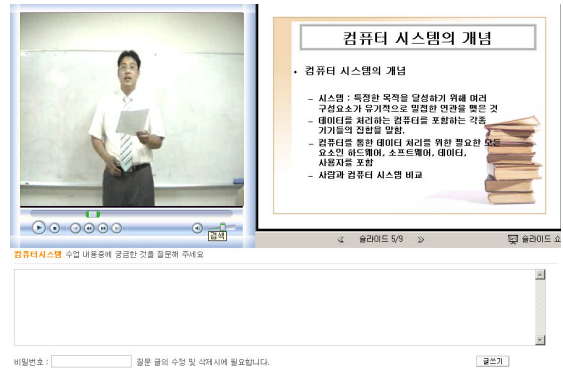 컴퓨터 시스템의 개념
• 컴퓨터 시스템의 개념
– 시스템 : 특정한 목적을 달성하기 위해 여러
구성요소가 유기적으로 밀접한 연관을 맺은 것
– 데이터를 처리하는 컴퓨터를 포함하는 각종
기기들의 집합을 말함.
– 컴퓨터를 통한 데이터 처리를 위한 필요한 모든
요소인 하드웨어, 소프트웨어, 데이터,
사용자를 포함
– 사람과 컴퓨터 시스템 비교
검색
슬라이드 5/9
슬라이드 쇼
컴퓨터시스템 수업 내용중에 궁금한 것을 질문해 주세요
비밀번호 :
질문 글의 수정 및 삭제시에 필요합니다.
글쓰기